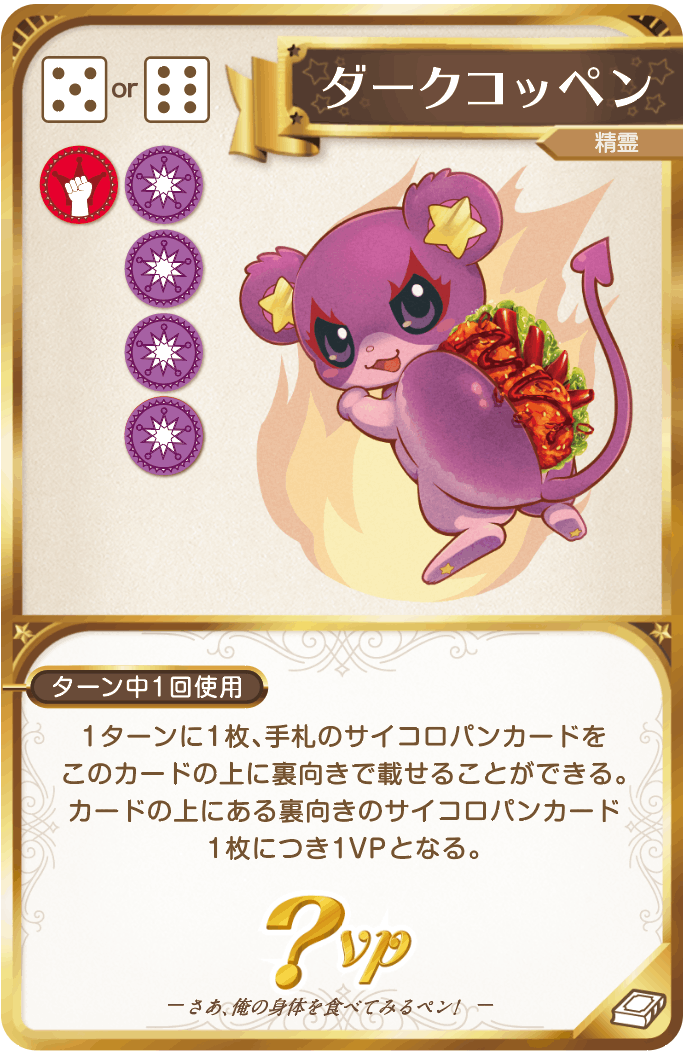 or
ダークコッペン
精霊
ターン中1回使用
1ターンに1枚、手札のサイコロパンカードを
このカードの上に裏向きで載せることができる。
カードの上にある裏向きのサイコロパンカード
1枚につき1VPとなる。
?vp
－さあ、俺の身体を食べてみるペン！－